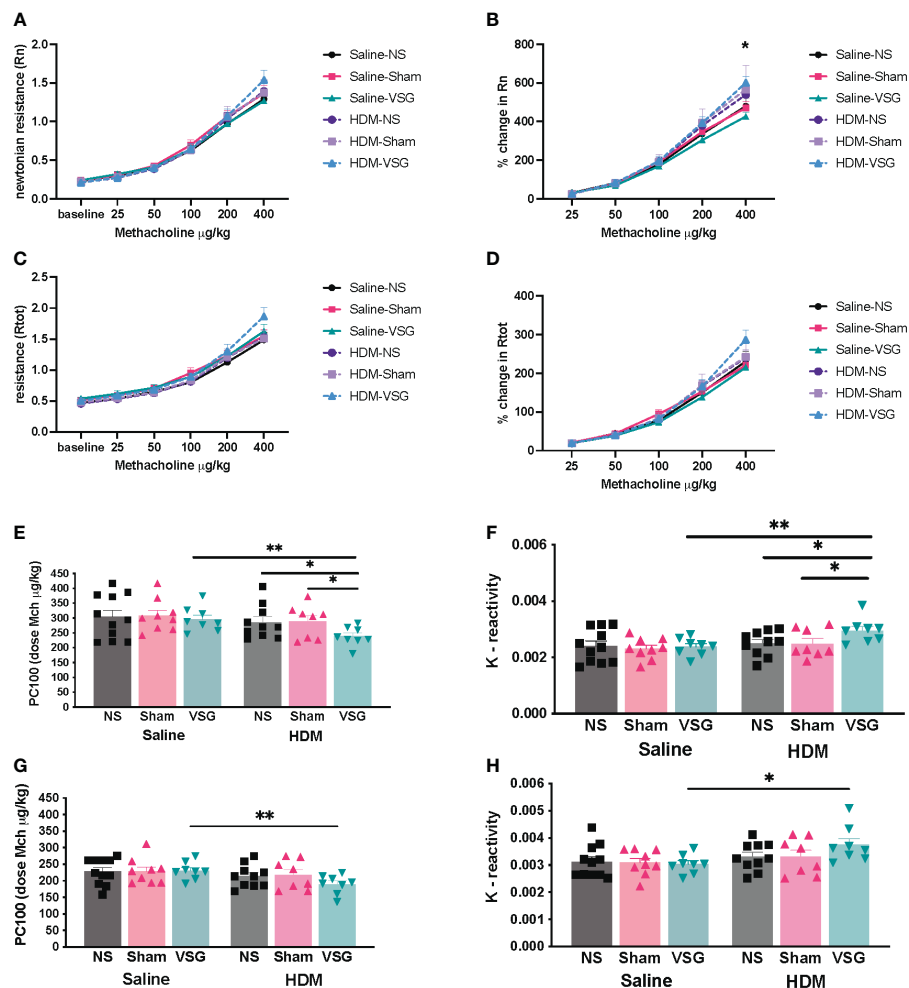 A
2.0
1.5
1.0
0.5
0.0
newtonian resistance (Rn)
baseline 25 50 100 200 400
Methacholine µg/kg
Saline-NS
Saline-Sham
Saline-VSG
HDM-NS
HDM-Sham
HDM-VSG
B
800
600
400
200
0
% change in Rn
*
25 50 100 200 400
Methacholine µg/kg
Saline-NS
Saline-Sham
Saline-VSG
HDM-NS
HDM-Sham
HDM-VSG
C
2.5
2.0
1.5
1.0
0.5
0.0
resistance (Rtot)
baseline 25 50 100 200 400
Methacholine µg/kg
Saline-NS
Saline-Sham
Saline-VSG
HDM-NS
HDM-Sham
HDM-VSG
D
400
300
200
100
0
% change in Rtot
25 50 100 200 400
Methacholine µg/kg
Saline-NS
Saline-Sham
Saline-VSG
HDM-NS
HDM-Sham
HDM-VSG
E
450
400
350
300
250
200
150
100
50
0
PC100 (dose Mch µg/kg)
**
*
*
NS Sham VSG NS Sham VSG
Saline HDM
F
0.006
0.004
0.002
0.000
K - reactivity
**
*
*
NS Sham VSG NS Sham VSG
Saline HDM
G
450
400
350
300
250
200
150
100
50
0
PC100 (dose Mch µg/kg)
**
NS Sham VSG NS Sham VSG
Saline HDM
H
0.006
0.005
0.004
0.003
0.002
0.001
0.000
K - reactivity
*
NS Sham VSG NS Sham VSG
Saline HDM